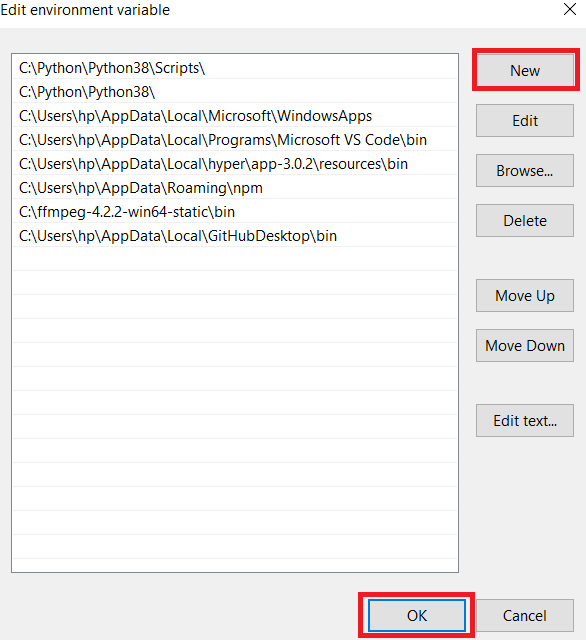 Edit environment variable
C:\Python\Python38\Scripts\
C:\Python\Python38\
C:\Users\hp\AppData\Local\Microsoft\WindowsApps
C:\Users\hp\AppData\Local\Programs\Microsoft VS Code\bin
C:\Users\hp\AppData\Local\hyper\app-3.0.2\resources\bin
C:\Users\hp\AppData\Roaming\npm
C:\ffmpeg-4.2.2-win64-static\bin
C:\Users\hp\AppData\Local\GitHubDesktop\bin
New
Edit
Browse...
Delete
Move Up
Move Down
Edit text...
OK
Cancel